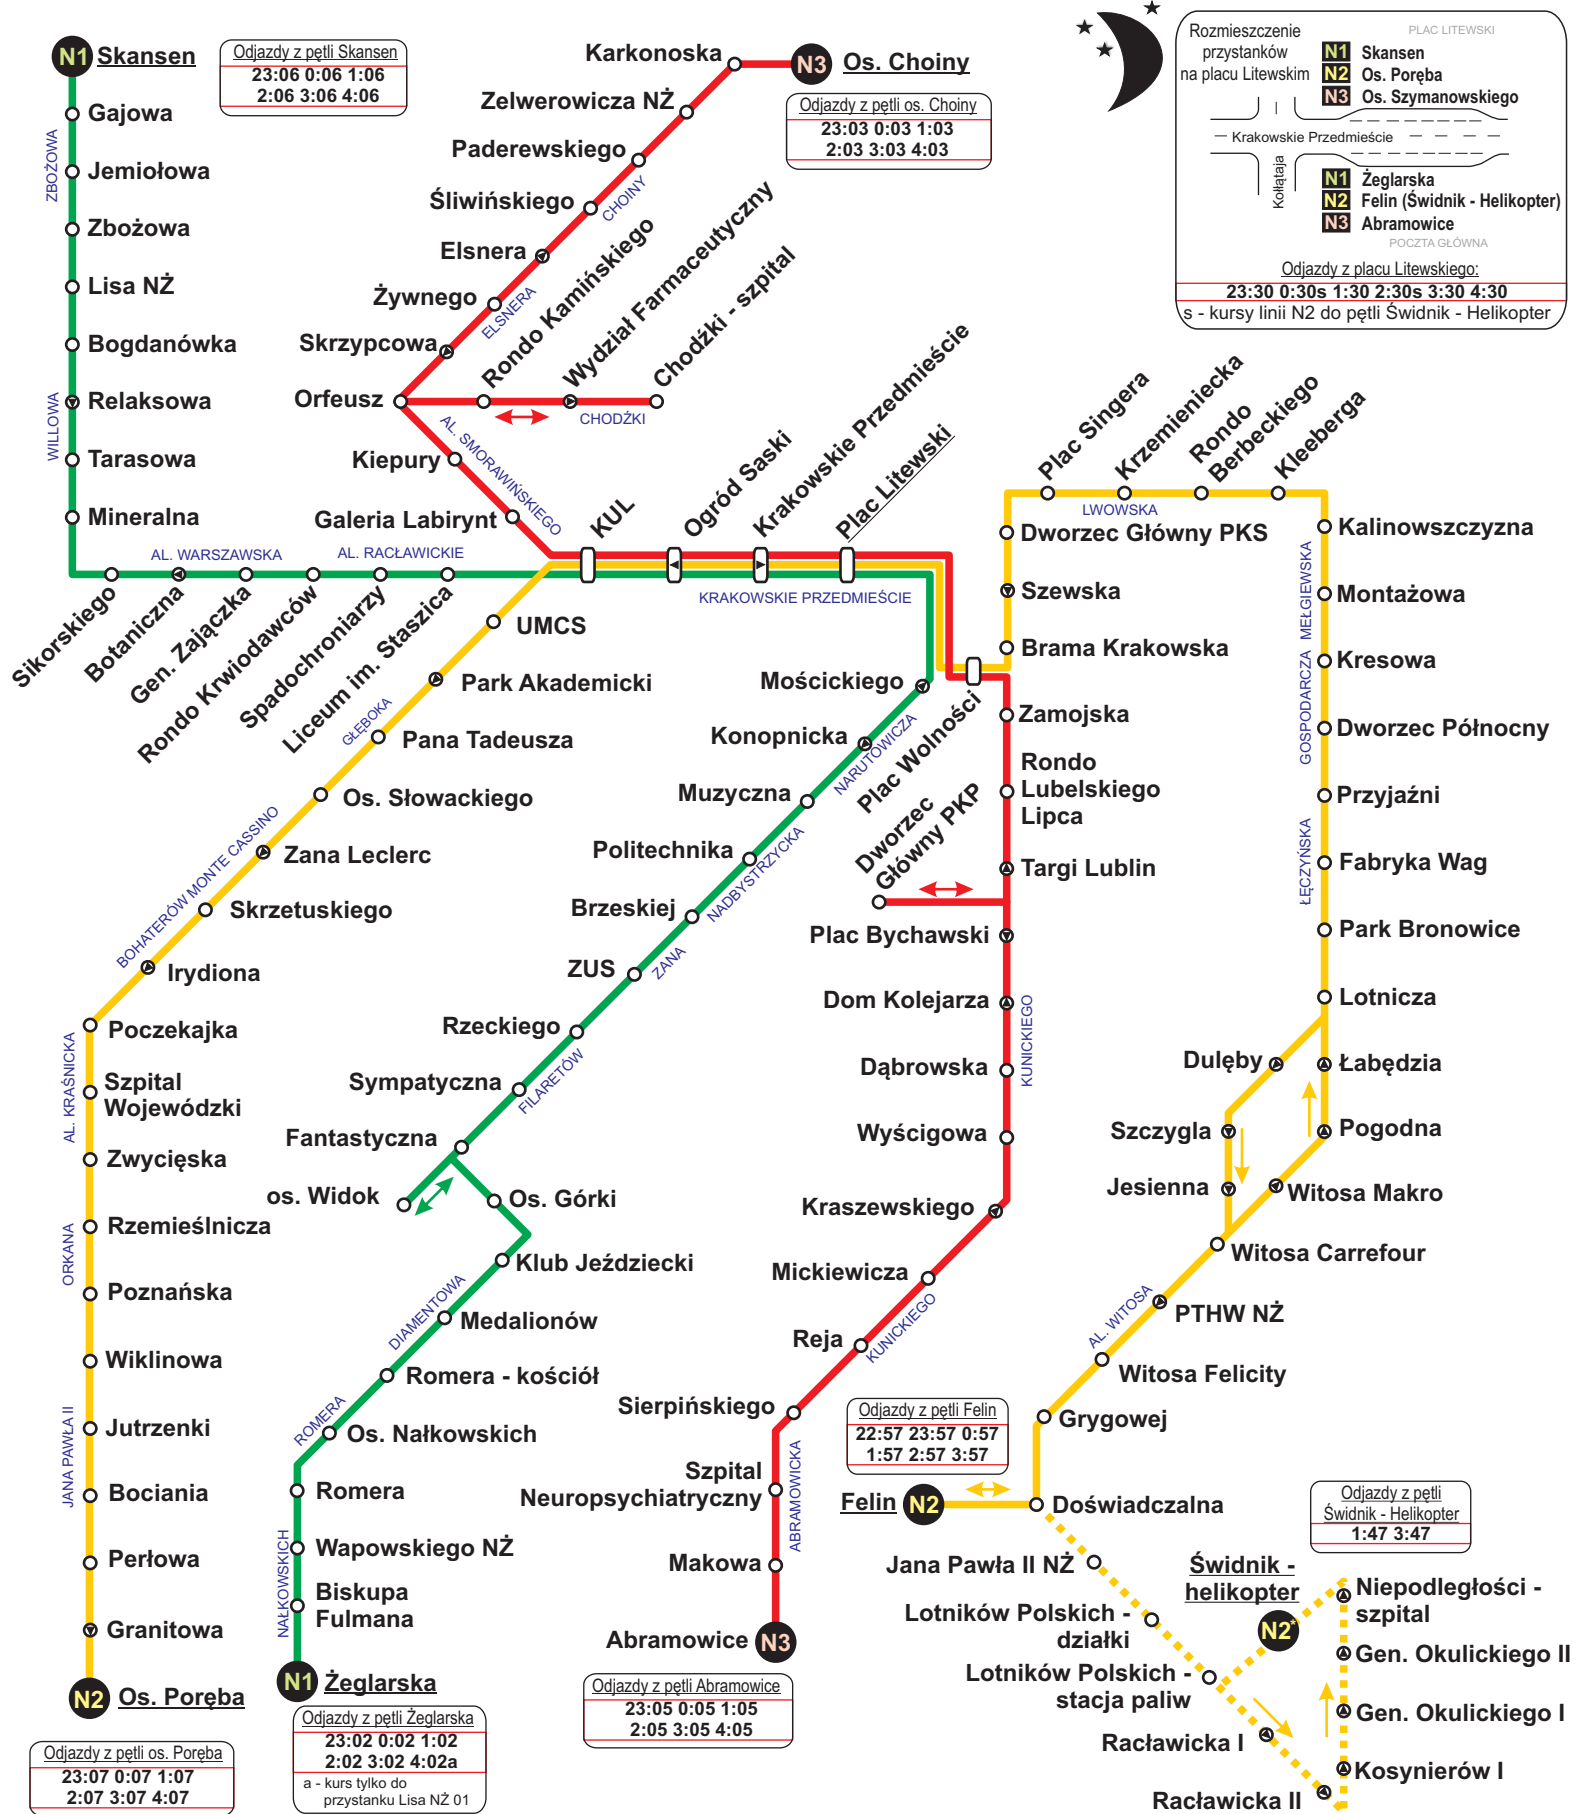 N1 Skansen
Odjazdy z pętli Skansen
23:06 0:06 1:06
2:06 3:06 4:06
Gajowa
Jemiołowa
Zbożowa
Lisa NŻ
Bogdanówka
Relaksowa
Tarasowa
Mineralna
ZBOŻOWA
WILLOWA
Karkonoska
N3 Os. Choiny
Zelwerowicza NŻ
Paderewskiego
Śliwińskiego
Elsnera
Żywnego
Skrzypcowa
Orfeusz
Kiepury
Galeria Labirynt
CHOINY
ELSNERA
Odjazdy z pętli os. Choiny
23:03 0:03 1:03
2:03 3:03 4:03
Rondo Kamińskiego
Wydział Farmaceutyczny
Chodźki - szpital
CHODŹKI
AL. SMORAWIŃSKIEGO
Rozmieszczenie
przystanków
na placu Litewskim
PLAC LITEWSKI
N1 Skansen
N2 Os. Poręba
N3 Os. Szymanowskiego
Krakowskie Przedmieście
Kołłątaja
N1 Żeglarska
N2 Felin (Świdnik - Helikopter)
N3 Abramowice
POCZTA GŁÓWNA
Odjazdy z placu Litewskiego:
23:30 0:30s 1:30 2:30s 3:30 4:30
s - kursy linii N2 do pętli Świdnik - Helikopter
AL. WARSZAWSKA
AL. RACŁAWICKIE
KRAKOWSKIE PRZEDMIEŚCIE
Sikorskiego
Botaniczna
Gen. Zajączka
Rondo Krwiodawców
Spadochroniarzy
Liceum im. Staszica
KUL
Ogród Saski
Krakowskie Przedmieście
Plac Litewski
UMCS
Park Akademicki
Pana Tadeusza
Os. Słowackiego
Zana Leclerc
Skrzetuskiego
Irydiona
Poczekajka
Szpital
Wojewódzki
Zwycięska
Rzemieślnicza
Poznańska
Wiklinowa
Jutrzenki
Bociania
Perłowa
Granitowa
N2 Os. Poręba
GŁĘBOKA
BOHATERÓW MONTE CASSINO
AL. KRAŚNICKA
ORKANA
JANA PAWŁA II
Odjazdy z pętli os. Poręba
23:07 0:07 1:07
2:07 3:07 4:07
Mościckiego
Konopnicka
Muzyczna
Politechnika
Brzeskiej
ZUS
Rzeckiego
Sympatyczna
Fantastyczna
os. Widok
Os. Górki
Klub Jeździecki
Medalionów
Romera - kościół
Os. Nałkowskich
Romera
Wapowskiego NŻ
Biskupa
Fulmana
N1 Żeglarska
NARUTOWICZA
NADBYSTRZYCKA
ZANA
FILARETÓW
DIAMENTOWA
ROMERA
NAŁKOWSKICH
Odjazdy z pętli Żeglarska
23:02 0:02 1:02
2:02 3:02 4:02a
a - kurs tylko do
przystanku Lisa NŻ 01
Plac Wolności
Zamojska
Rondo
Lubelskiego
Lipca
Targi Lublin
Dworzec
Główny PKP
Plac Bychawski
Dom Kolejarza
Dąbrowska
Wyścigowa
Kraszewskiego
Mickiewicza
Reja
Sierpińskiego
Szpital
Neuropsychiatryczny
Makowa
Abramowice N3
KUNICKIEGO
KUNICKIEGO
ABRAMOWICKA
Odjazdy z pętli Abramowice
23:05 0:05 1:05
2:05 3:05 4:05
Brama Krakowska
Szewska
Dworzec Główny PKS
Plac Singera
Krzemieniecka
Rondo
Berbeckiego
Kleeberga
LWOWSKA
Kalinowszczyzna
Montażowa
Kresowa
Dworzec Północny
Przyjaźni
Fabryka Wag
Park Bronowice
Lotnicza
MEŁGIEWSKA
GOSPODARCZA
ŁĘCZYŃSKA
Dulęby
Łabędzia
Szczygla
Pogodna
Jesienna
Witosa Makro
Witosa Carrefour
PTHW NŻ
Witosa Felicity
Grygowej
AL. WITOSA
Odjazdy z pętli Felin
22:57 23:57 0:57
1:57 2:57 3:57
Felin N2
Doświadczalna
Jana Pawła II NŻ
Lotników Polskich -
działki
Lotników Polskich -
stacja paliw
Racławicka I
Racławicka II
Kosynierów I
Gen. Okulickiego I
Gen. Okulickiego II
Niepodległości -
szpital
Świdnik -
helikopter
N2*
Odjazdy z pętli
Świdnik - Helikopter
1:47 3:47